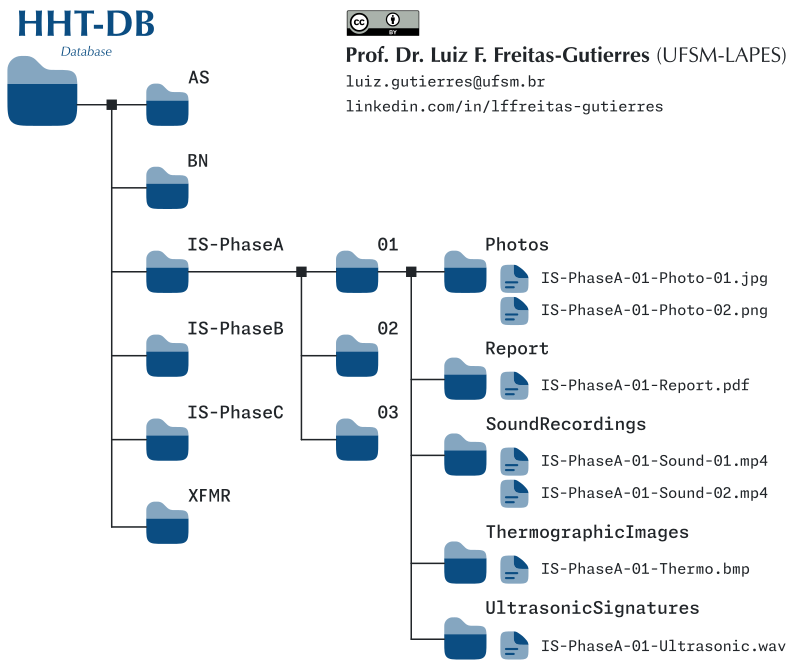 HHT-DB
Database
CC BY
Prof. Dr. Luiz F. Freitas-Gutierres (UFSM-LAPES)
luiz.gutierres@ufsm.br
linkedin.com/in/lffreitas-gutierres
AS
BN
IS-PhaseA
01
Photos
IS-PhaseA-01-Photo-01.jpg
IS-PhaseA-01-Photo-02.png
IS-PhaseB
02
Report
IS-PhaseA-01-Report.pdf
IS-PhaseC
03
SoundRecordings
IS-PhaseA-01-Sound-01.mp4
IS-PhaseA-01-Sound-02.mp4
XFMR
ThermographicImages
IS-PhaseA-01-Thermo.bmp
UltrasonicSignatures
IS-PhaseA-01-Ultrasonic.wav